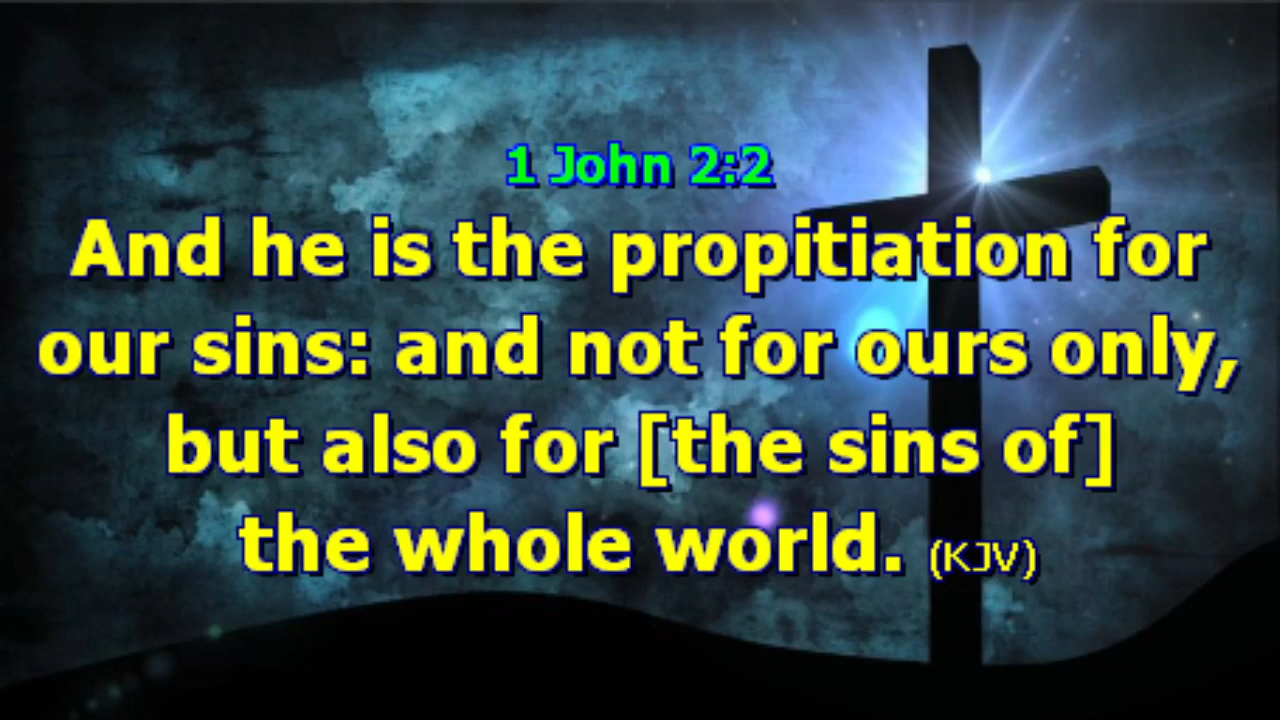 1 John 2:2
And he is the propitiation for
our sins: and not for ours only,
but also for [the sins of]
the whole world. (KJV)